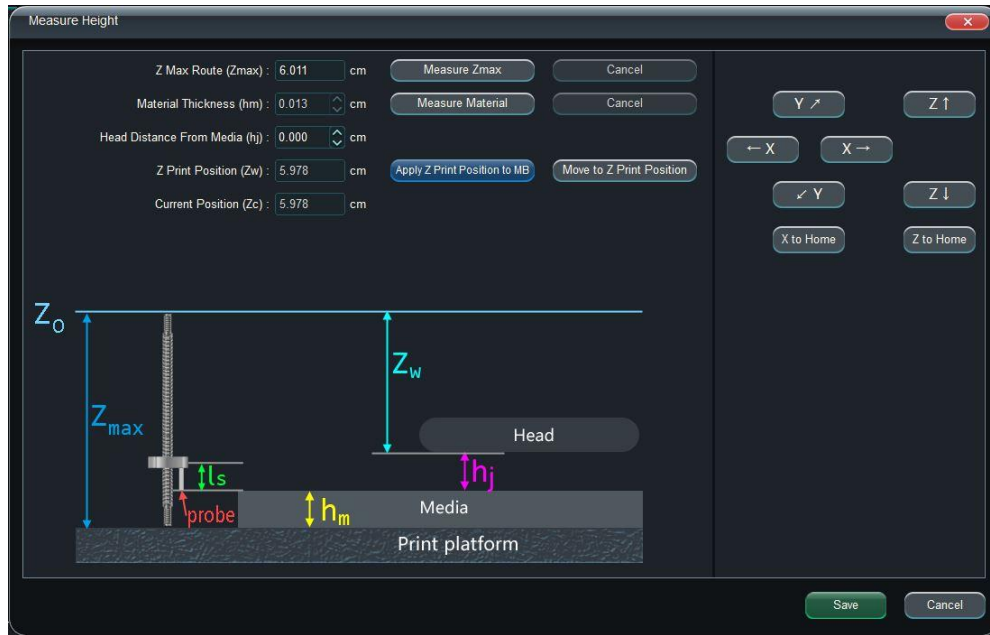 Measure Height
Z Max Route (Zmax) : 6.011 cm Measure Zmax Cancel
Material Thickness (hm) : 0.013 cm Measure Material Cancel
Head Distance From Media (hj) : 0.000 cm
Z Print Position (Zw) : 5.978 cm Apply Z Print Position to MB Move to Z Print Position
Current Position (Zc) : 5.978 cm
Y ↗ Z ↑
← X X →
↙ Y Z ↓
X to Home Z to Home
Zo
Zw
Zmax
Head
ls
hj
probe
hm
Media
Print platform
Save Cancel